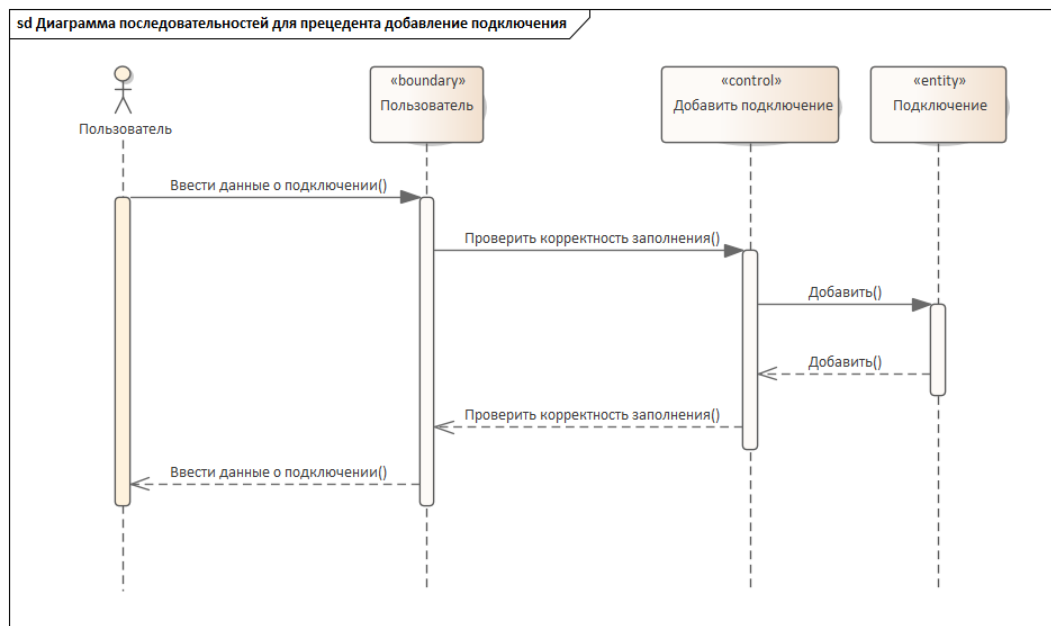 sd Диаграмма последовательностей для прецедента добавление подключения
«boundary»
Пользователь
«control»
Добавить подключение
«entity»
Подключение
Пользователь
Ввести данные о подключении()
Проверить корректность заполнения()
Добавить()
Добавить()
Проверить корректность заполнения()
Ввести данные о подключении()